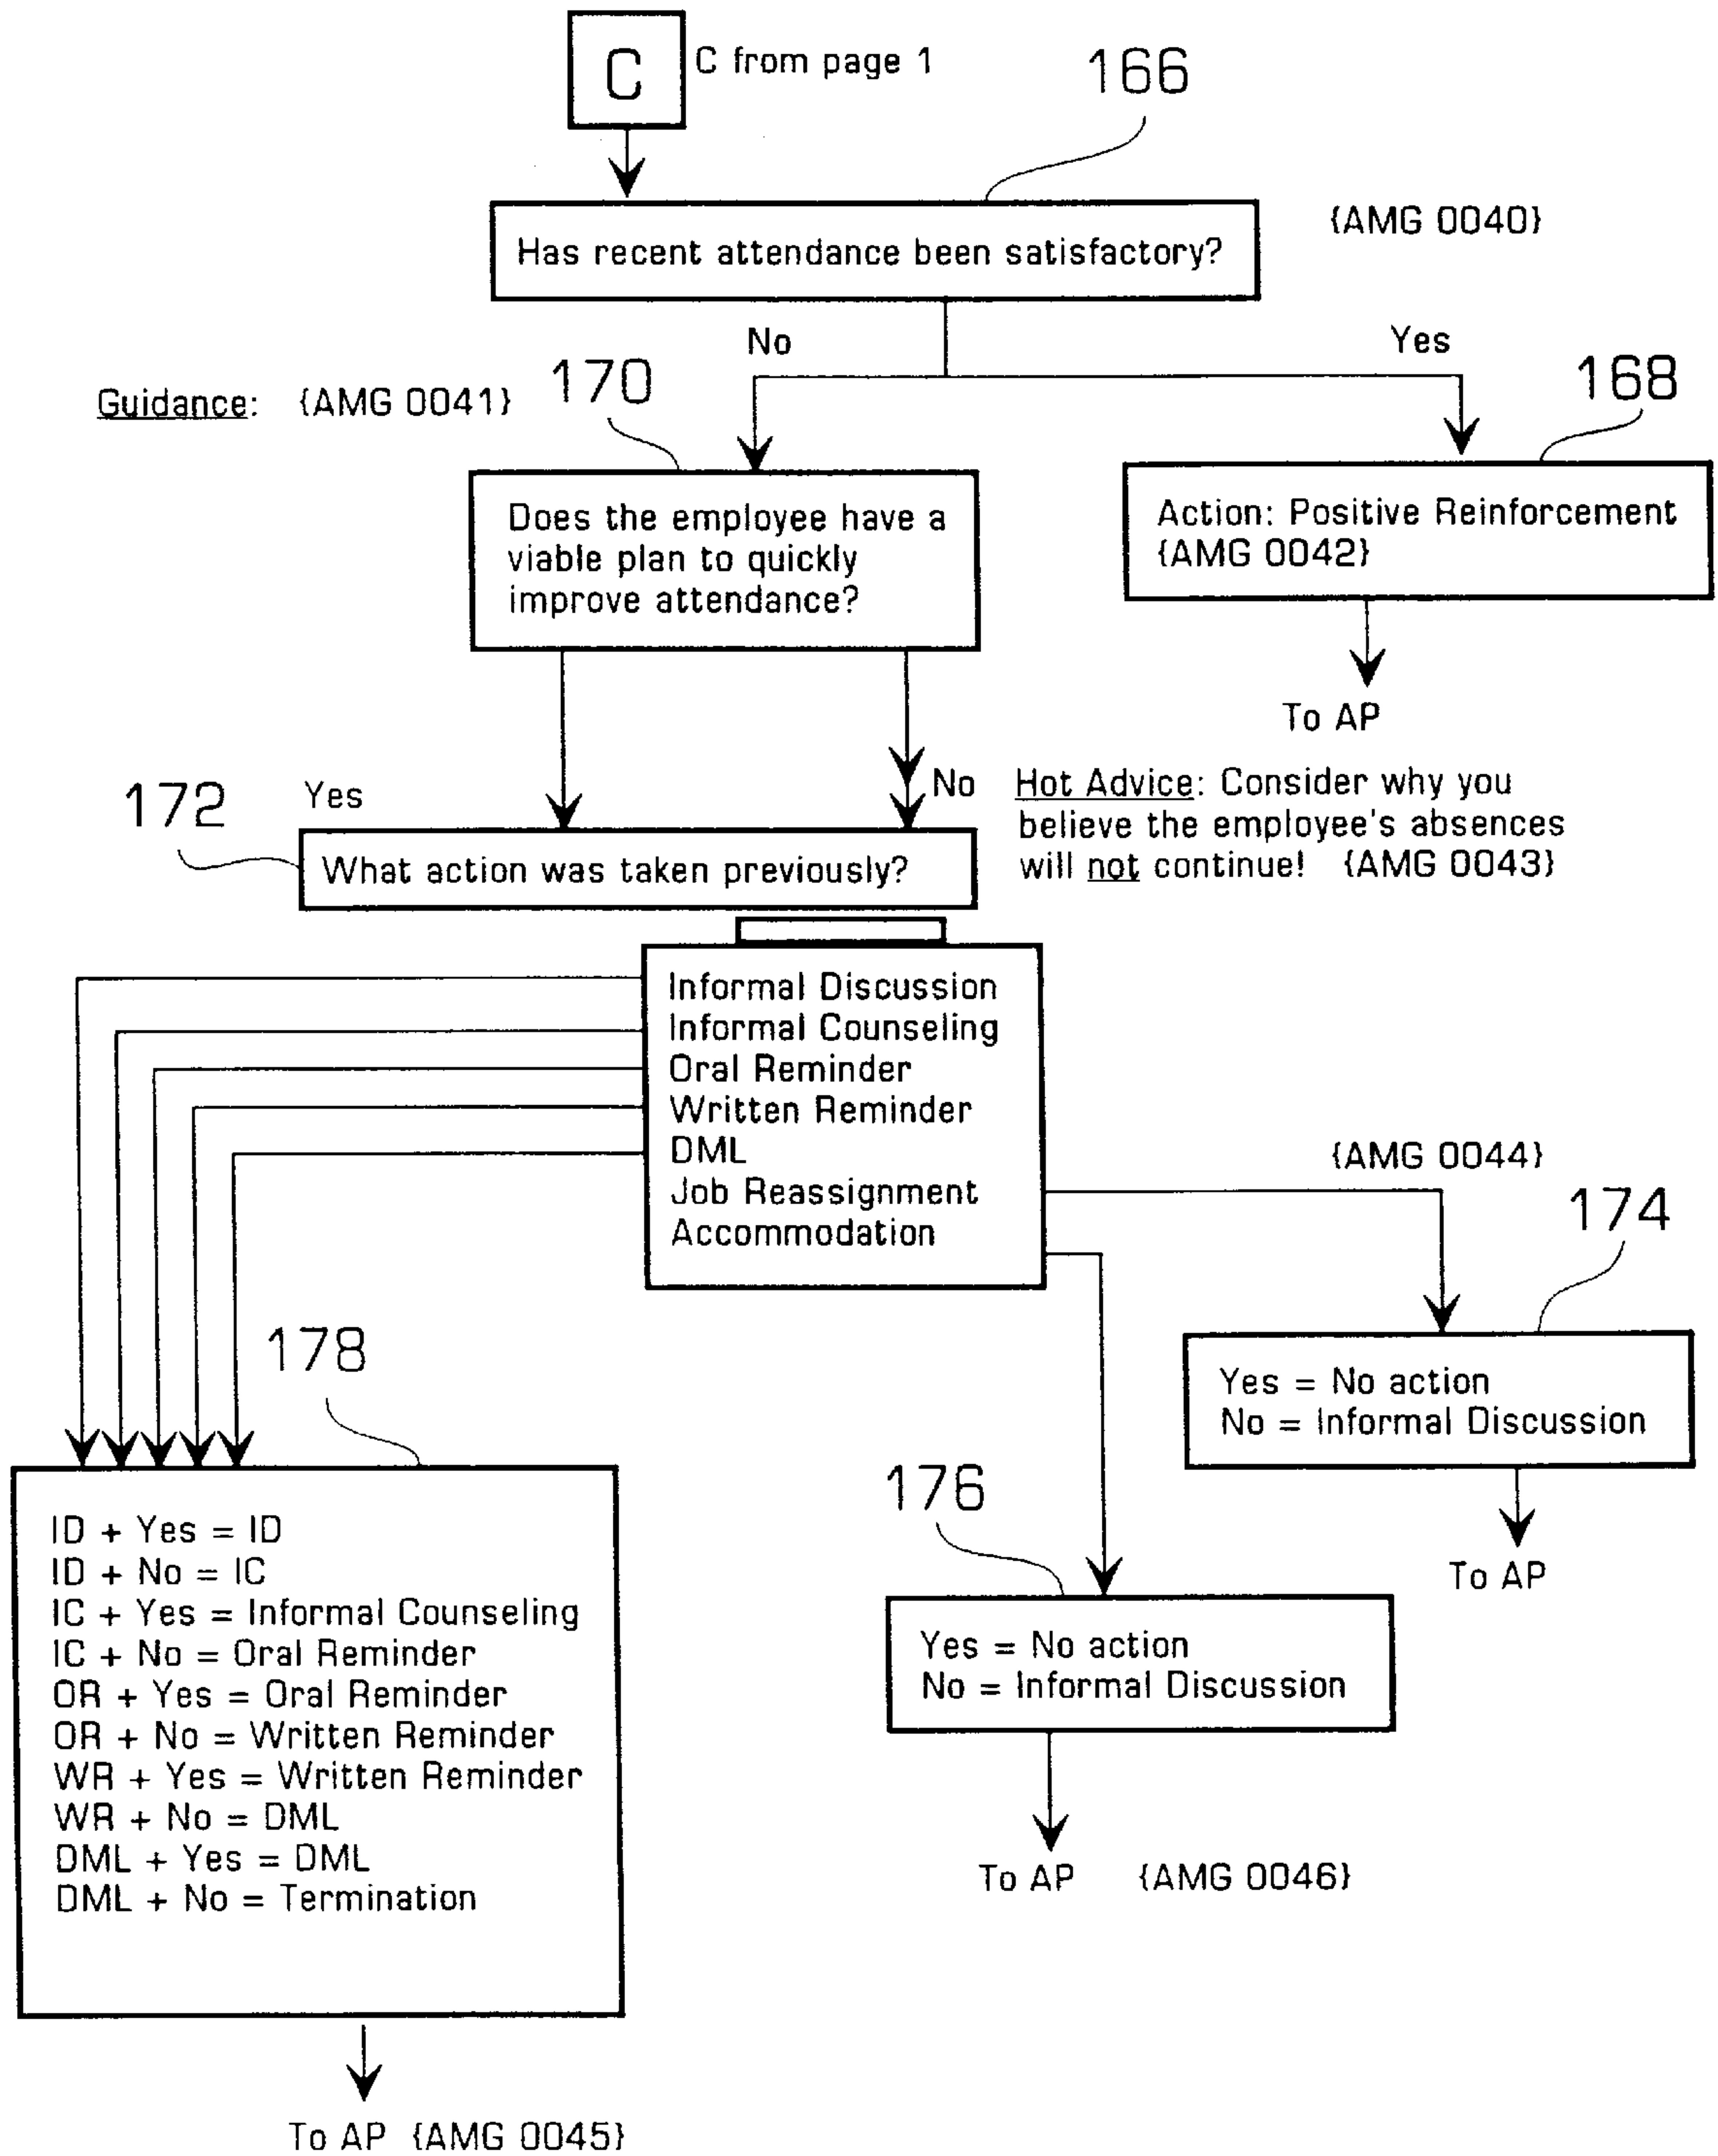 C
C from page 1
166
Has recent attendance been satisfactory?
{AMG 0040}
No
Yes
Guidance: {AMG 0041}
170
168
Does the employee have a
viable plan to quickly
improve attendance?
Action: Positive Reinforcement
{AMG 0042}
To AP
172
Yes
No
Hot Advice: Consider why you
believe the employee's absences
will not continue! {AMG 0043}
What action was taken previously?
Informal Discussion
Informal Counseling
Oral Reminder
Written Reminder
DML
Job Reassignment
Accommodation
{AMG 0044}
174
Yes = No action
No = Informal Discussion
To AP
178
176
Yes = No action
No = Informal Discussion
To AP {AMG 0046}
ID + Yes = ID
ID + No = IC
IC + Yes = Informal Counseling
IC + No = Oral Reminder
OR + Yes = Oral Reminder
OR + No = Written Reminder
WR + Yes = Written Reminder
WR + No = DML
DML + Yes = DML
DML + No = Termination
To AP {AMG 0045}